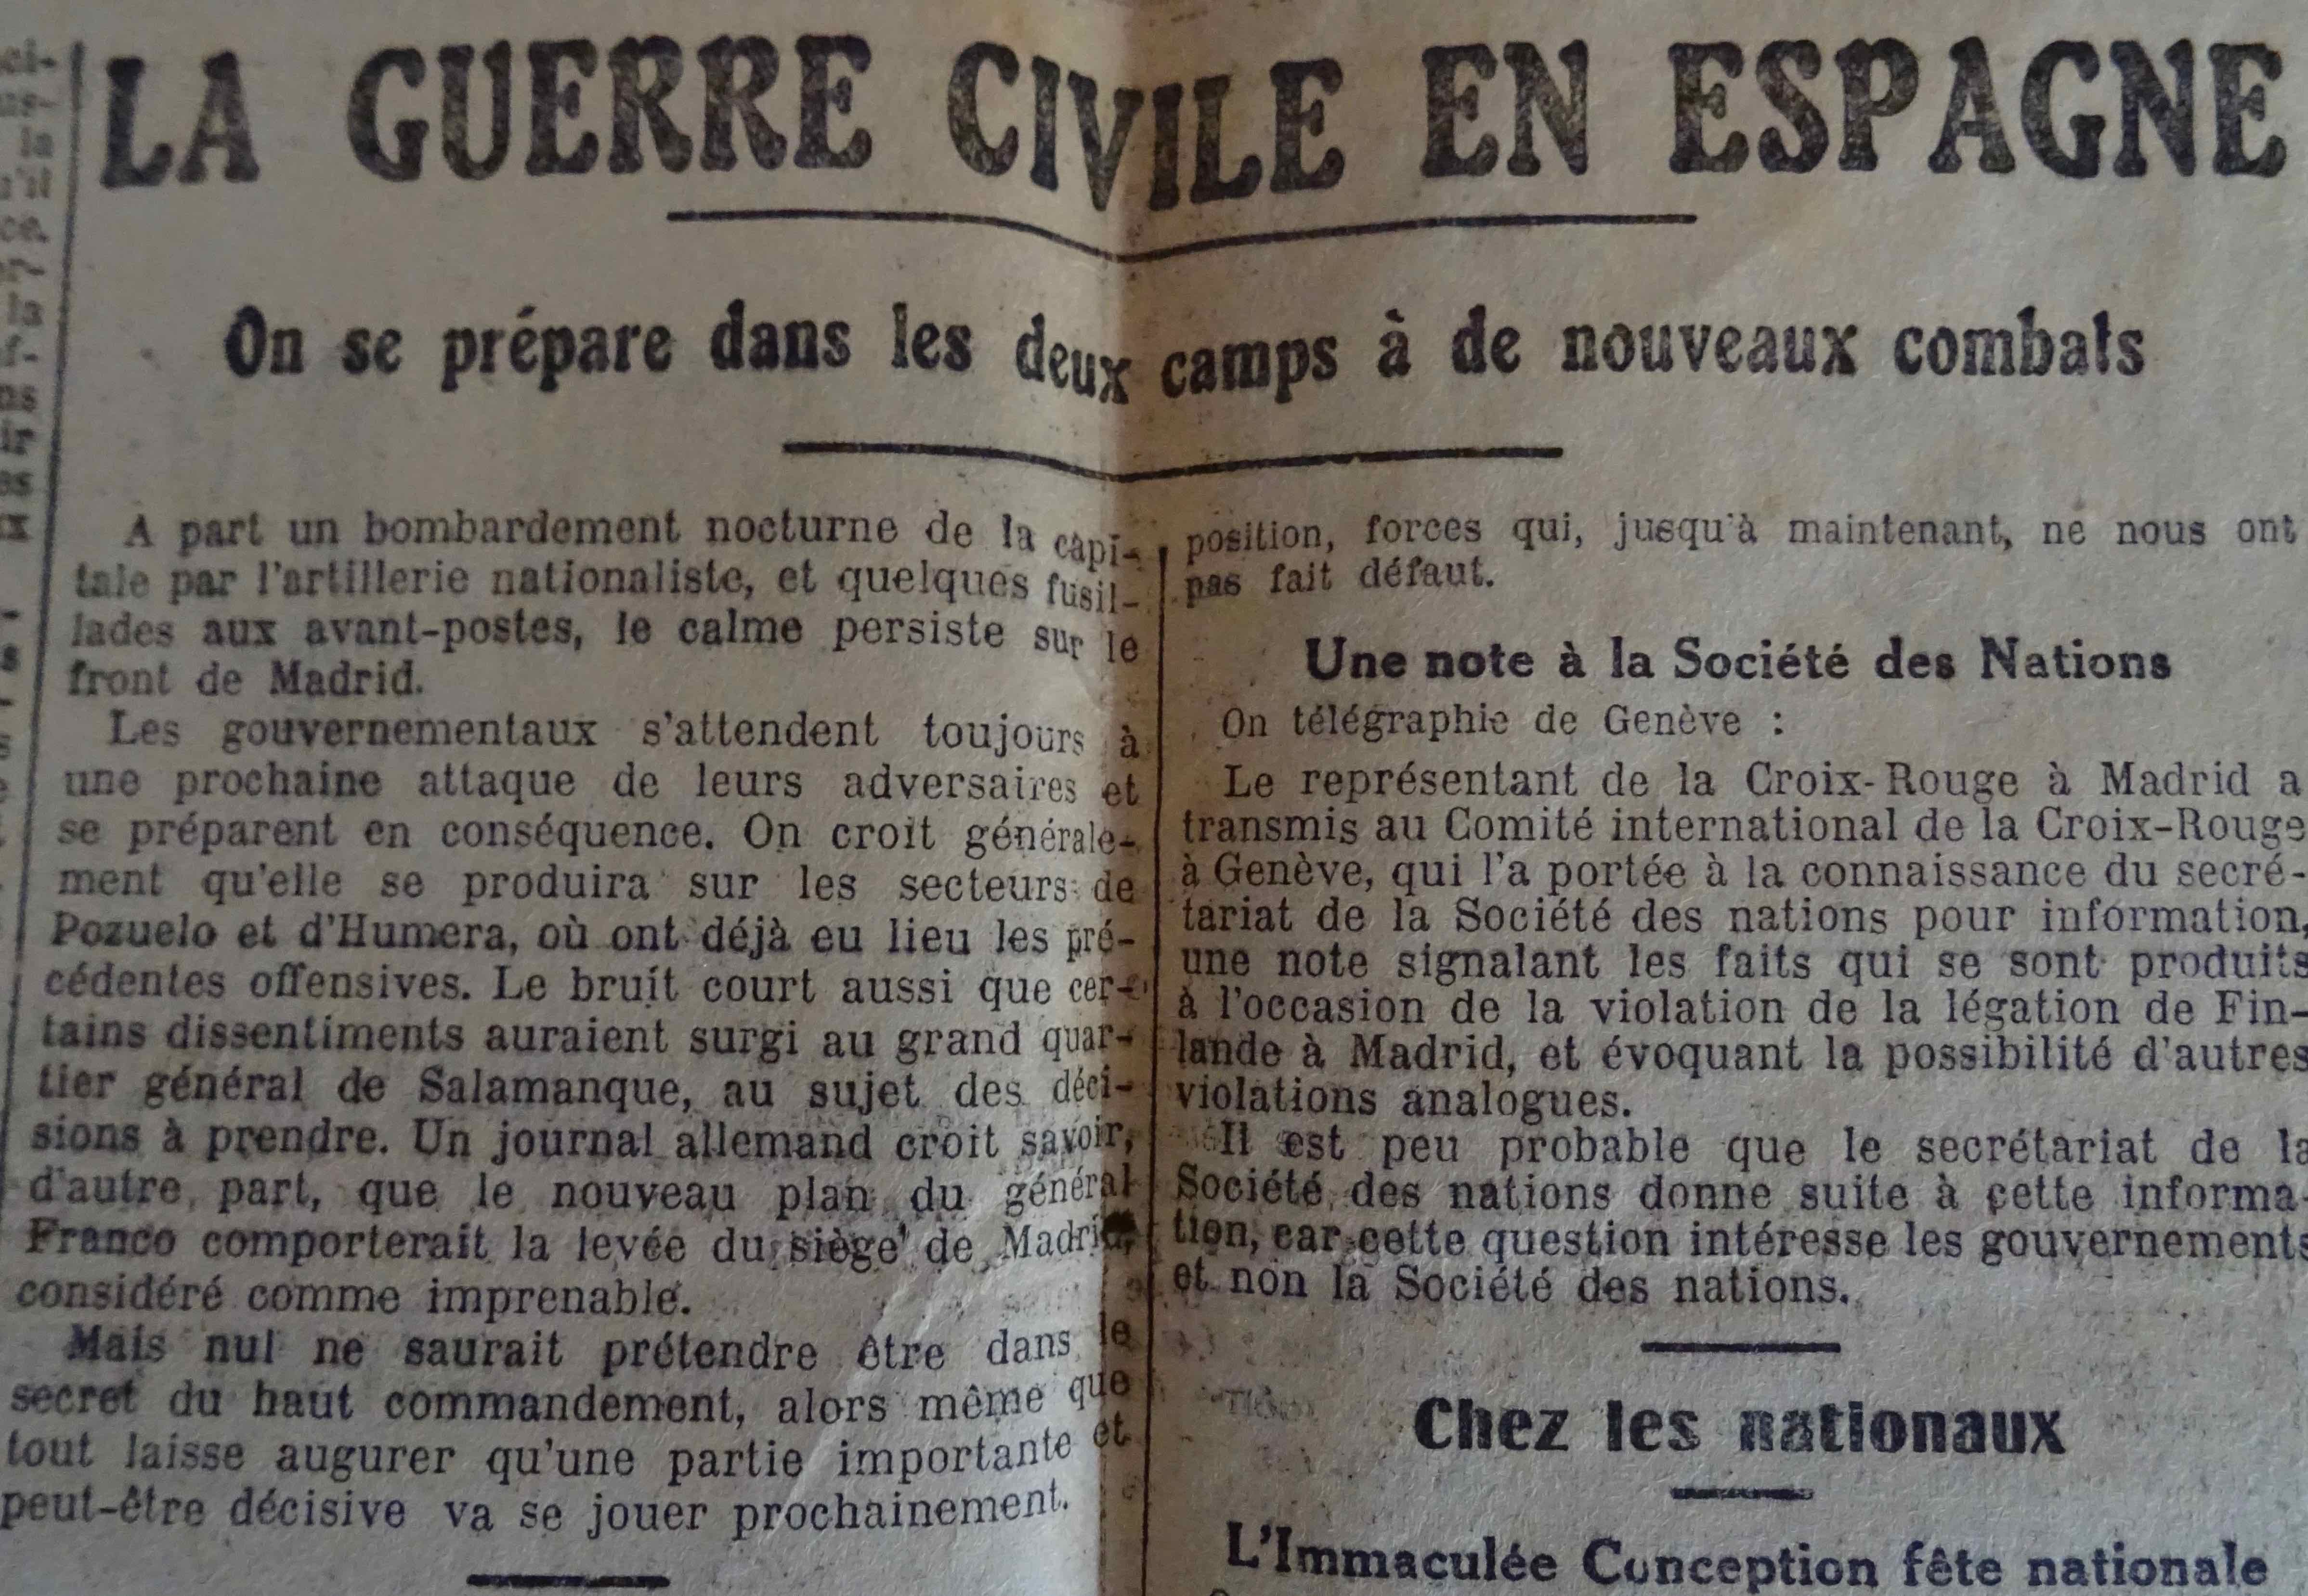 LA GUERRE CIVILE EN ESPAGNE
On se prépare dans les deux camps à de nouveaux combats
A part un bombardement nocturne de la capi-
tale par l'artillerie nationaliste, et quelques fusil-
lades aux avant-postes, le calme persiste sur le
front de Madrid.
Les gouvernementaux s'attendent toujours à
une prochaine attaque de leurs adversaires et
se préparent en conséquence. On croit générale-
ment qu'elle se produira sur les secteurs de
Pozuelo et d'Humera, où ont déjà eu lieu les pré-
cédentes offensives. Le bruit court aussi que cer-
tains dissentiments auraient surgi au grand quar-
tier général de Salamanque, au sujet des déci-
sions à prendre. Un journal allemand croit savoir,
d'autre part, que le nouveau plan du général
Franco comporterait la levée du siège de Madrid,
considéré comme imprenable.
Mais nul ne saurait prétendre être dans le
secret du haut commandement, alors même que
tout laisse augurer qu'une partie importante et
peut-être décisive va se jouer prochainement.
position, forces qui, jusqu'à maintenant, ne nous ont
pas fait défaut.
Une note à la Société des Nations
On télégraphie de Genève :
Le représentant de la Croix-Rouge à Madrid a
transmis au Comité international de la Croix-Rouge
à Genève, qui l'a portée à la connaissance du secré-
tariat de la Société des nations pour information,
une note signalant les faits qui se sont produits
à l'occasion de la violation de la légation de Fin-
lande à Madrid, et évoquant la possibilité d'autres
violations analogues.
Il est peu probable que le secrétariat de la
Société des nations donne suite à cette informa-
tion, car cette question intéresse les gouvernements
et non la Société des nations.
Chez les nationaux
L'Immaculée Conception fête nationale